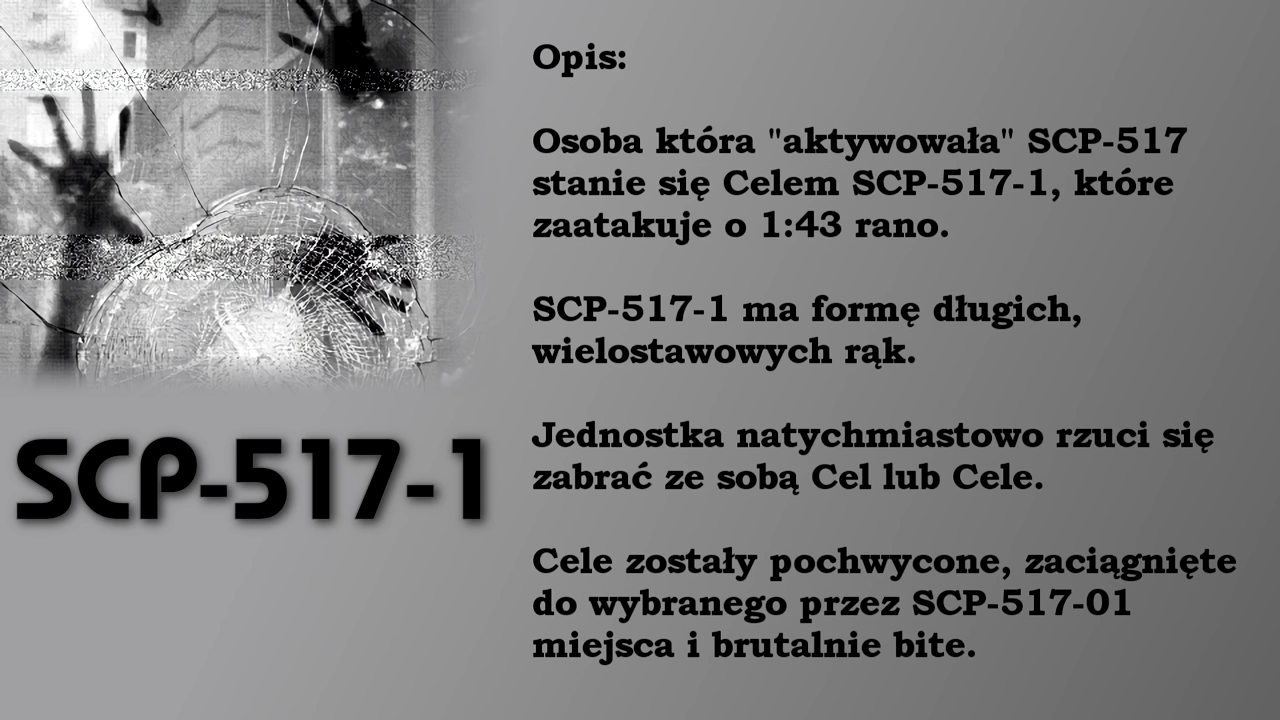 Opis:
Osoba która "aktywowała" SCP-517
stanie się Celem SCP-517-1, które
zaatakuje o 1:43 rano.
SCP-517-1 ma formę długich,
wielostawowych rąk.
Jednostka natychmiastowo rzuci się
zabrać ze sobą Cel lub Cele.
Cele zostały pochwycone, zaciągnięte
do wybranego przez SCP-517-01
miejsca i brutalnie bite.
SCP-517-1